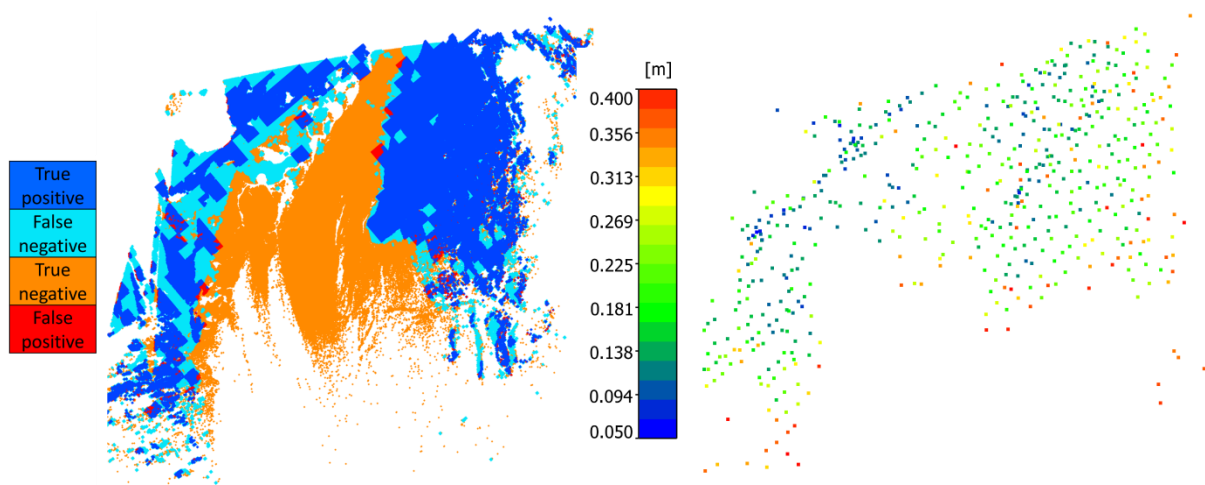 True
positive
False
negative
True
negative
False
positive
[m]
0.400
0.356
0.313
0.269
0.225
0.181
0.138
0.094
0.050